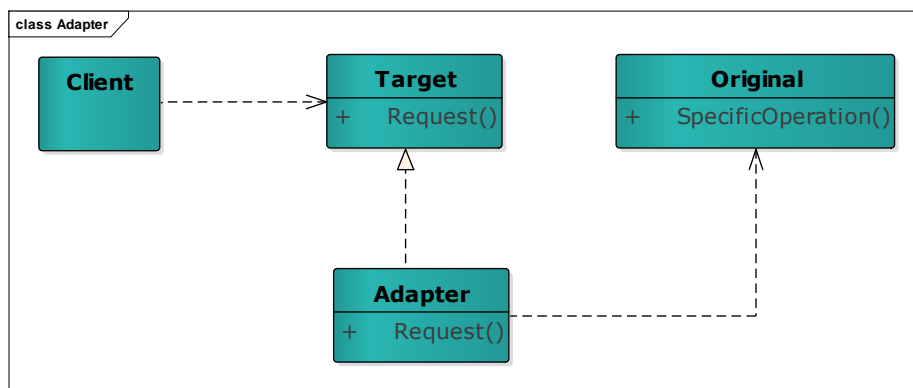 class Adapter
Client
Target
+ Request()
Original
+ SpecificOperation()
Adapter
+ Request()